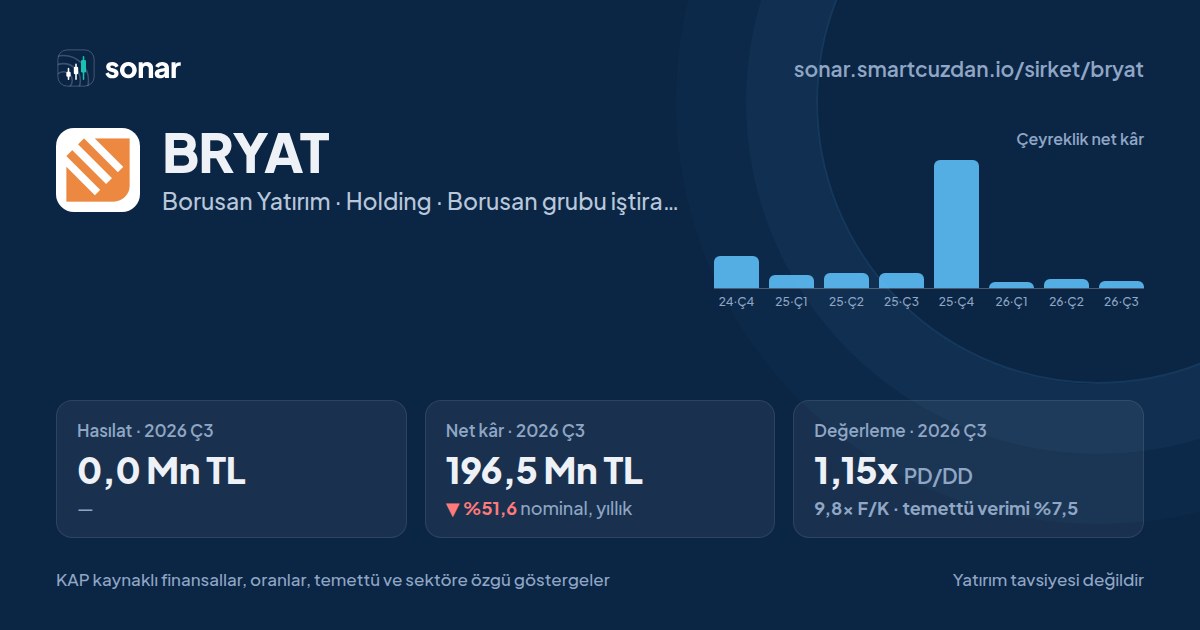 sonar
sonar.smartcuzdan.io/sirket/bryat
BRYAT
Borusan Yatırım · Holding · Borusan grubu iştira…
Çeyreklik net kâr
24·Ç4 25·Ç1 25·Ç2 25·Ç3 25·Ç4 26·Ç1 26·Ç2 26·Ç3
Hasılat · 2026 Ç3
0,0 Mn TL
—
Net kâr · 2026 Ç3
196,5 Mn TL
▼ %51,6 nominal, yıllık
Değerleme · 2026 Ç3
1,15x PD/DD
9,8× F/K · temettü verimi %7,5
KAP kaynaklı finansallar, oranlar, temettü ve sektöre özgü göstergeler
Yatırım tavsiyesi değildir